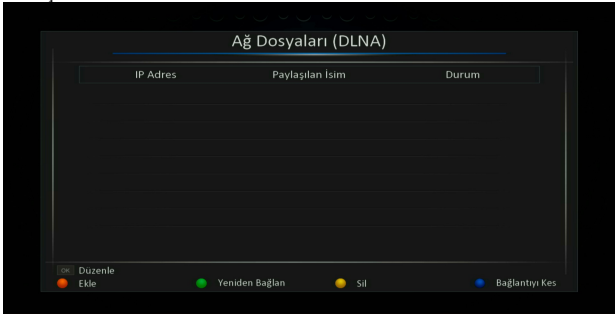 Ağ Dosyaları (DLNA)
IP Adres Paylaşılan İsim Durum
OK Düzenle
Ekle Yeniden Bağlan Sil Bağlantıyı Kes